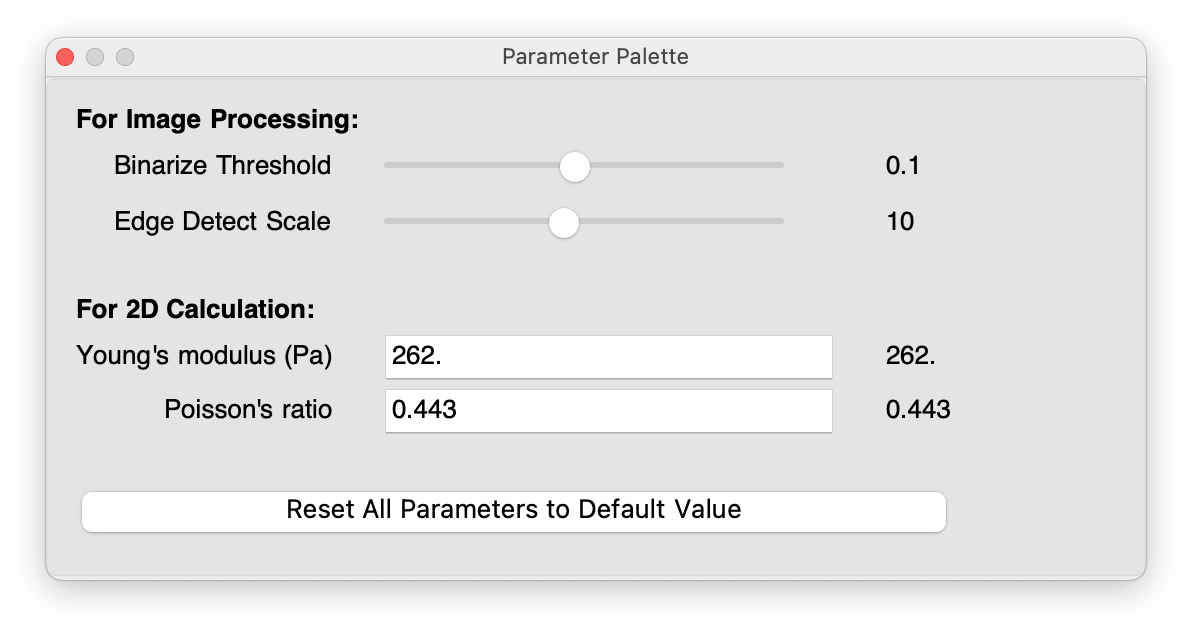 Parameter Palette
For Image Processing:
Binarize Threshold 0.1
Edge Detect Scale 10
For 2D Calculation:
Young's modulus (Pa) 262. 262.
Poisson's ratio 0.443 0.443
Reset All Parameters to Default Value